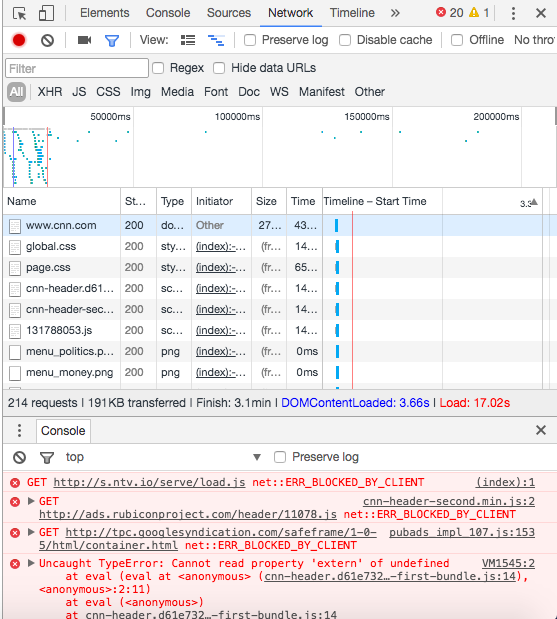 Elements Console Sources Network Timeline » 20 1
View: Preserve log Disable cache Offline No thro
Filter Regex Hide data URLs
All XHR JS CSS Img Media Font Doc WS Manifest Other
50000ms 100000ms 150000ms 200000ms
Name St... Type Initiator Size Time Timeline – Start Time
www.cnn.com 200 do... Other 27... 43...
global.css 200 sty... (index):-... (fr... 14...
page.css 200 sty... (index):-... (fr... 65...
cnn-header.d61... 200 sc... (index):-... (fr... 14...
cnn-header-sec... 200 sc... (index):-... (fr... 14...
131788053.js 200 sc... (index):-... (fr... 14...
menu_politics.p... 200 png (index):-... (fr... 0ms
menu_money.png 200 png (index):-... (fr... 0ms
214 requests | 191KB transferred | Finish: 3.1min | DOMContentLoaded: 3.66s | Load: 17.02s
Console
top Preserve log
GET http://s.ntv.io/serve/load.js net::ERR_BLOCKED_BY_CLIENT (index):1
GET cnn-header-second.min.js:2
http://ads.rubiconproject.com/header/11078.js net::ERR_BLOCKED_BY_CLIENT
GET http://tpc.googlesyndication.com/safeframe/1-0- pubads_impl_107.js:153
5/html/container.html net::ERR_BLOCKED_BY_CLIENT
Uncaught TypeError: Cannot read property 'extern' of undefined VM1545:2
at eval (eval at <anonymous> (cnn-header.d61e732…-first-bundle.js:14),
<anonymous>:2:11)
at eval (<anonymous>)
at cnn-header.d61e732…-first-bundle.js:14